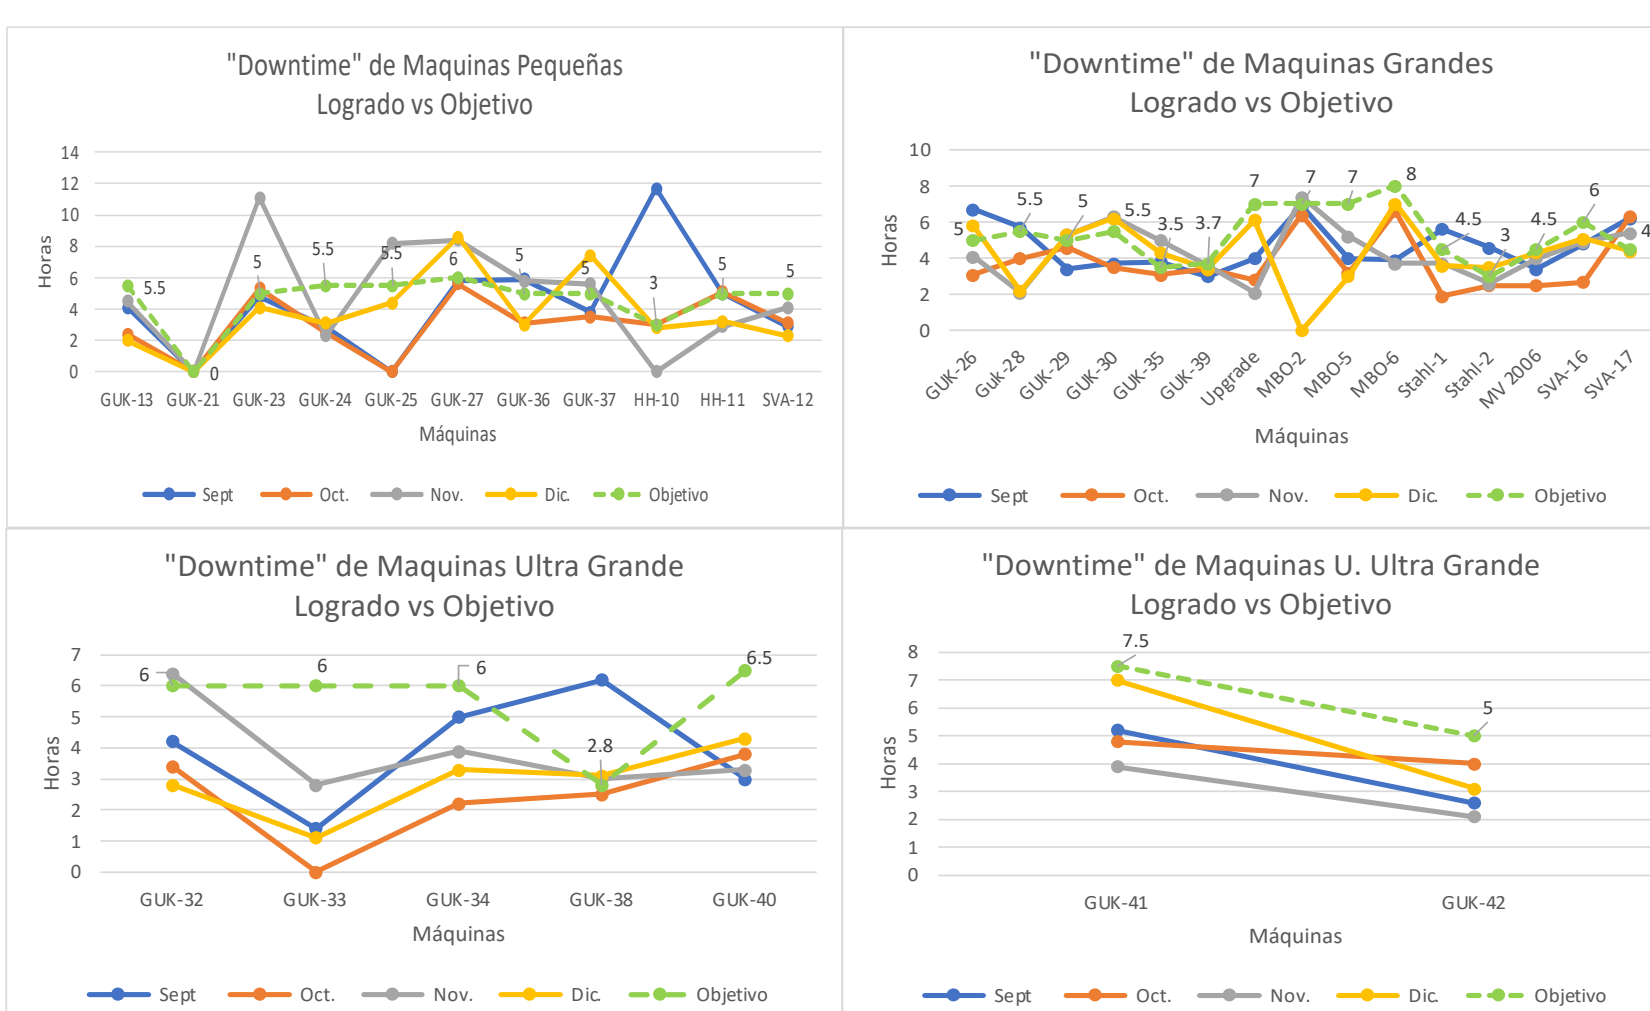 "Downtime" de Maquinas Pequeñas
Logrado vs Objetivo
14
12
10
8
6
4
2
0
Horas
5.5
0
5
5.5
5.5
6
5
5
3
5
5
GUK-13 GUK-21 GUK-23 GUK-24 GUK-25 GUK-27 GUK-36 GUK-37 HH-10 HH-11 SVA-12
Máquinas
Sept Oct. Nov. Dic. Objetivo
"Downtime" de Maquinas Grandes
Logrado vs Objetivo
10
8
6
4
2
0
Horas
5
5.5
5
5.5
3.5
3.7
7
7
7
8
4.5
3
4.5
6
4
GUK-26 Guk-28 GUK-29 GUK-30 GUK-35 GUK-39 Upgrade MBO-2 MBO-5 MBO-6 Stahl-1 Stahl-2 MV 2006 SVA-16 SVA-17
Máquinas
Sept Oct. Nov. Dic. Objetivo
"Downtime" de Maquinas Ultra Grande
Logrado vs Objetivo
7
6
5
4
3
2
1
0
Horas
6
6
6
2.8
6.5
GUK-32 GUK-33 GUK-34 GUK-38 GUK-40
Máquinas
Sept Oct. Nov. Dic. Objetivo
"Downtime" de Maquinas U. Ultra Grande
Logrado vs Objetivo
8
7
6
5
4
3
2
1
0
Horas
7.5
5
GUK-41 GUK-42
Máquinas
Sept Oct. Nov. Dic. Objetivo